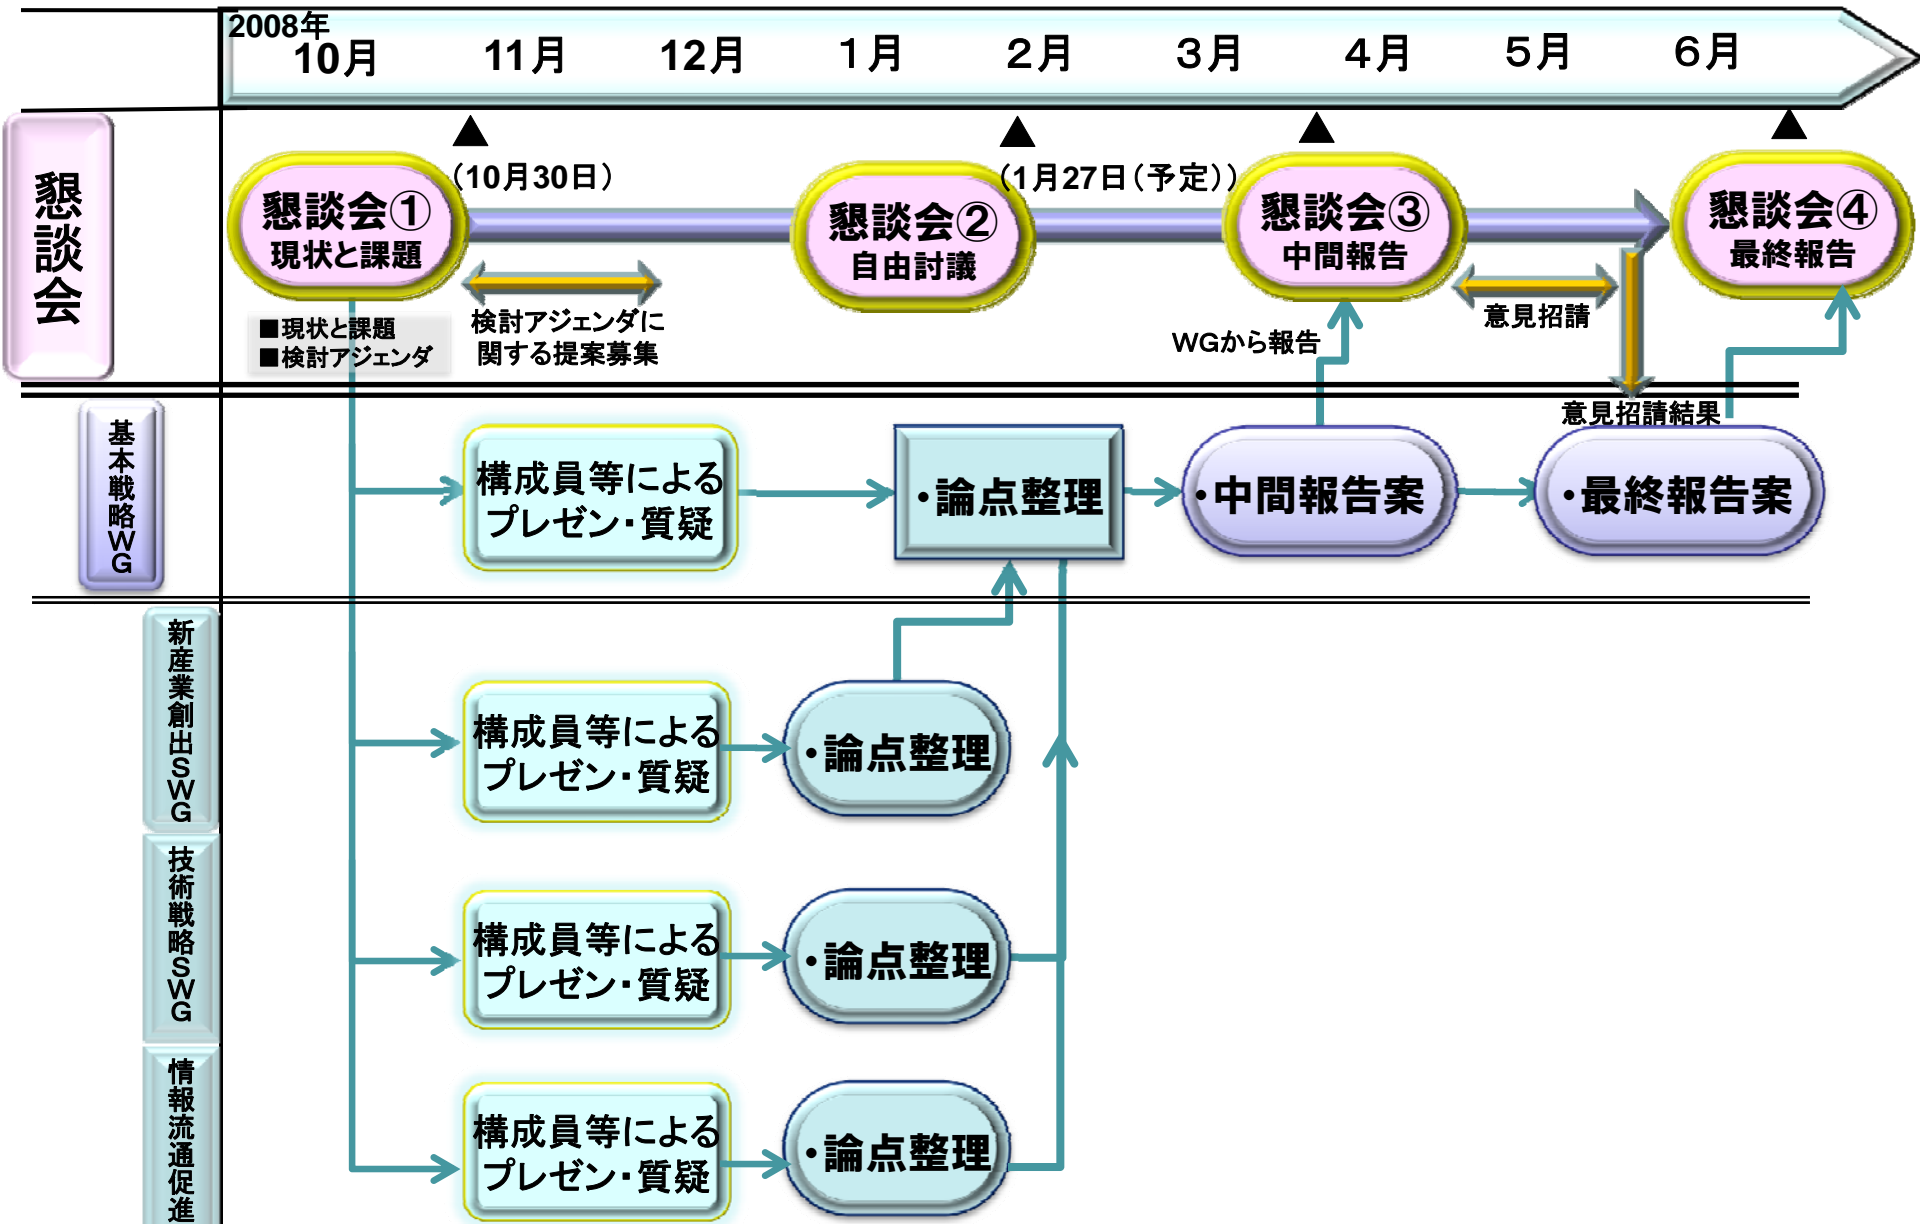 2008年
10月 11月 12月 1月 2月 3月 4月 5月 6月
懇談会
▲ ▲ ▲ ▲
(10月30日)
(1月27日(予定))
懇談会①
現状と課題
懇談会②
自由討議
懇談会③
中間報告
懇談会④
最終報告
■現状と課題
■検討アジェンダ
検討アジェンダに
関する提案募集
WGから報告
意見招請
意見招請結果
基本戦略WG
構成員等による
プレゼン・質疑
・論点整理
・中間報告案
・最終報告案
新産業創出SWG
構成員等による
プレゼン・質疑
・論点整理
技術戦略SWG
構成員等による
プレゼン・質疑
・論点整理
情報流通促進
構成員等による
プレゼン・質疑
・論点整理